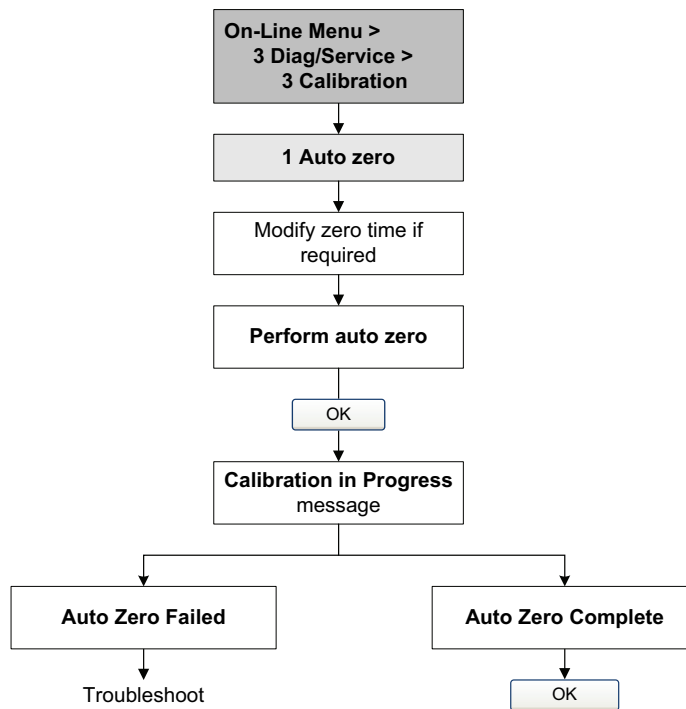 On-Line Menu >
3 Diag/Service >
3 Calibration
1 Auto zero
Modify zero time if
required
Perform auto zero
OK
Calibration in Progress
message
Auto Zero Failed
Auto Zero Complete
Troubleshoot
OK